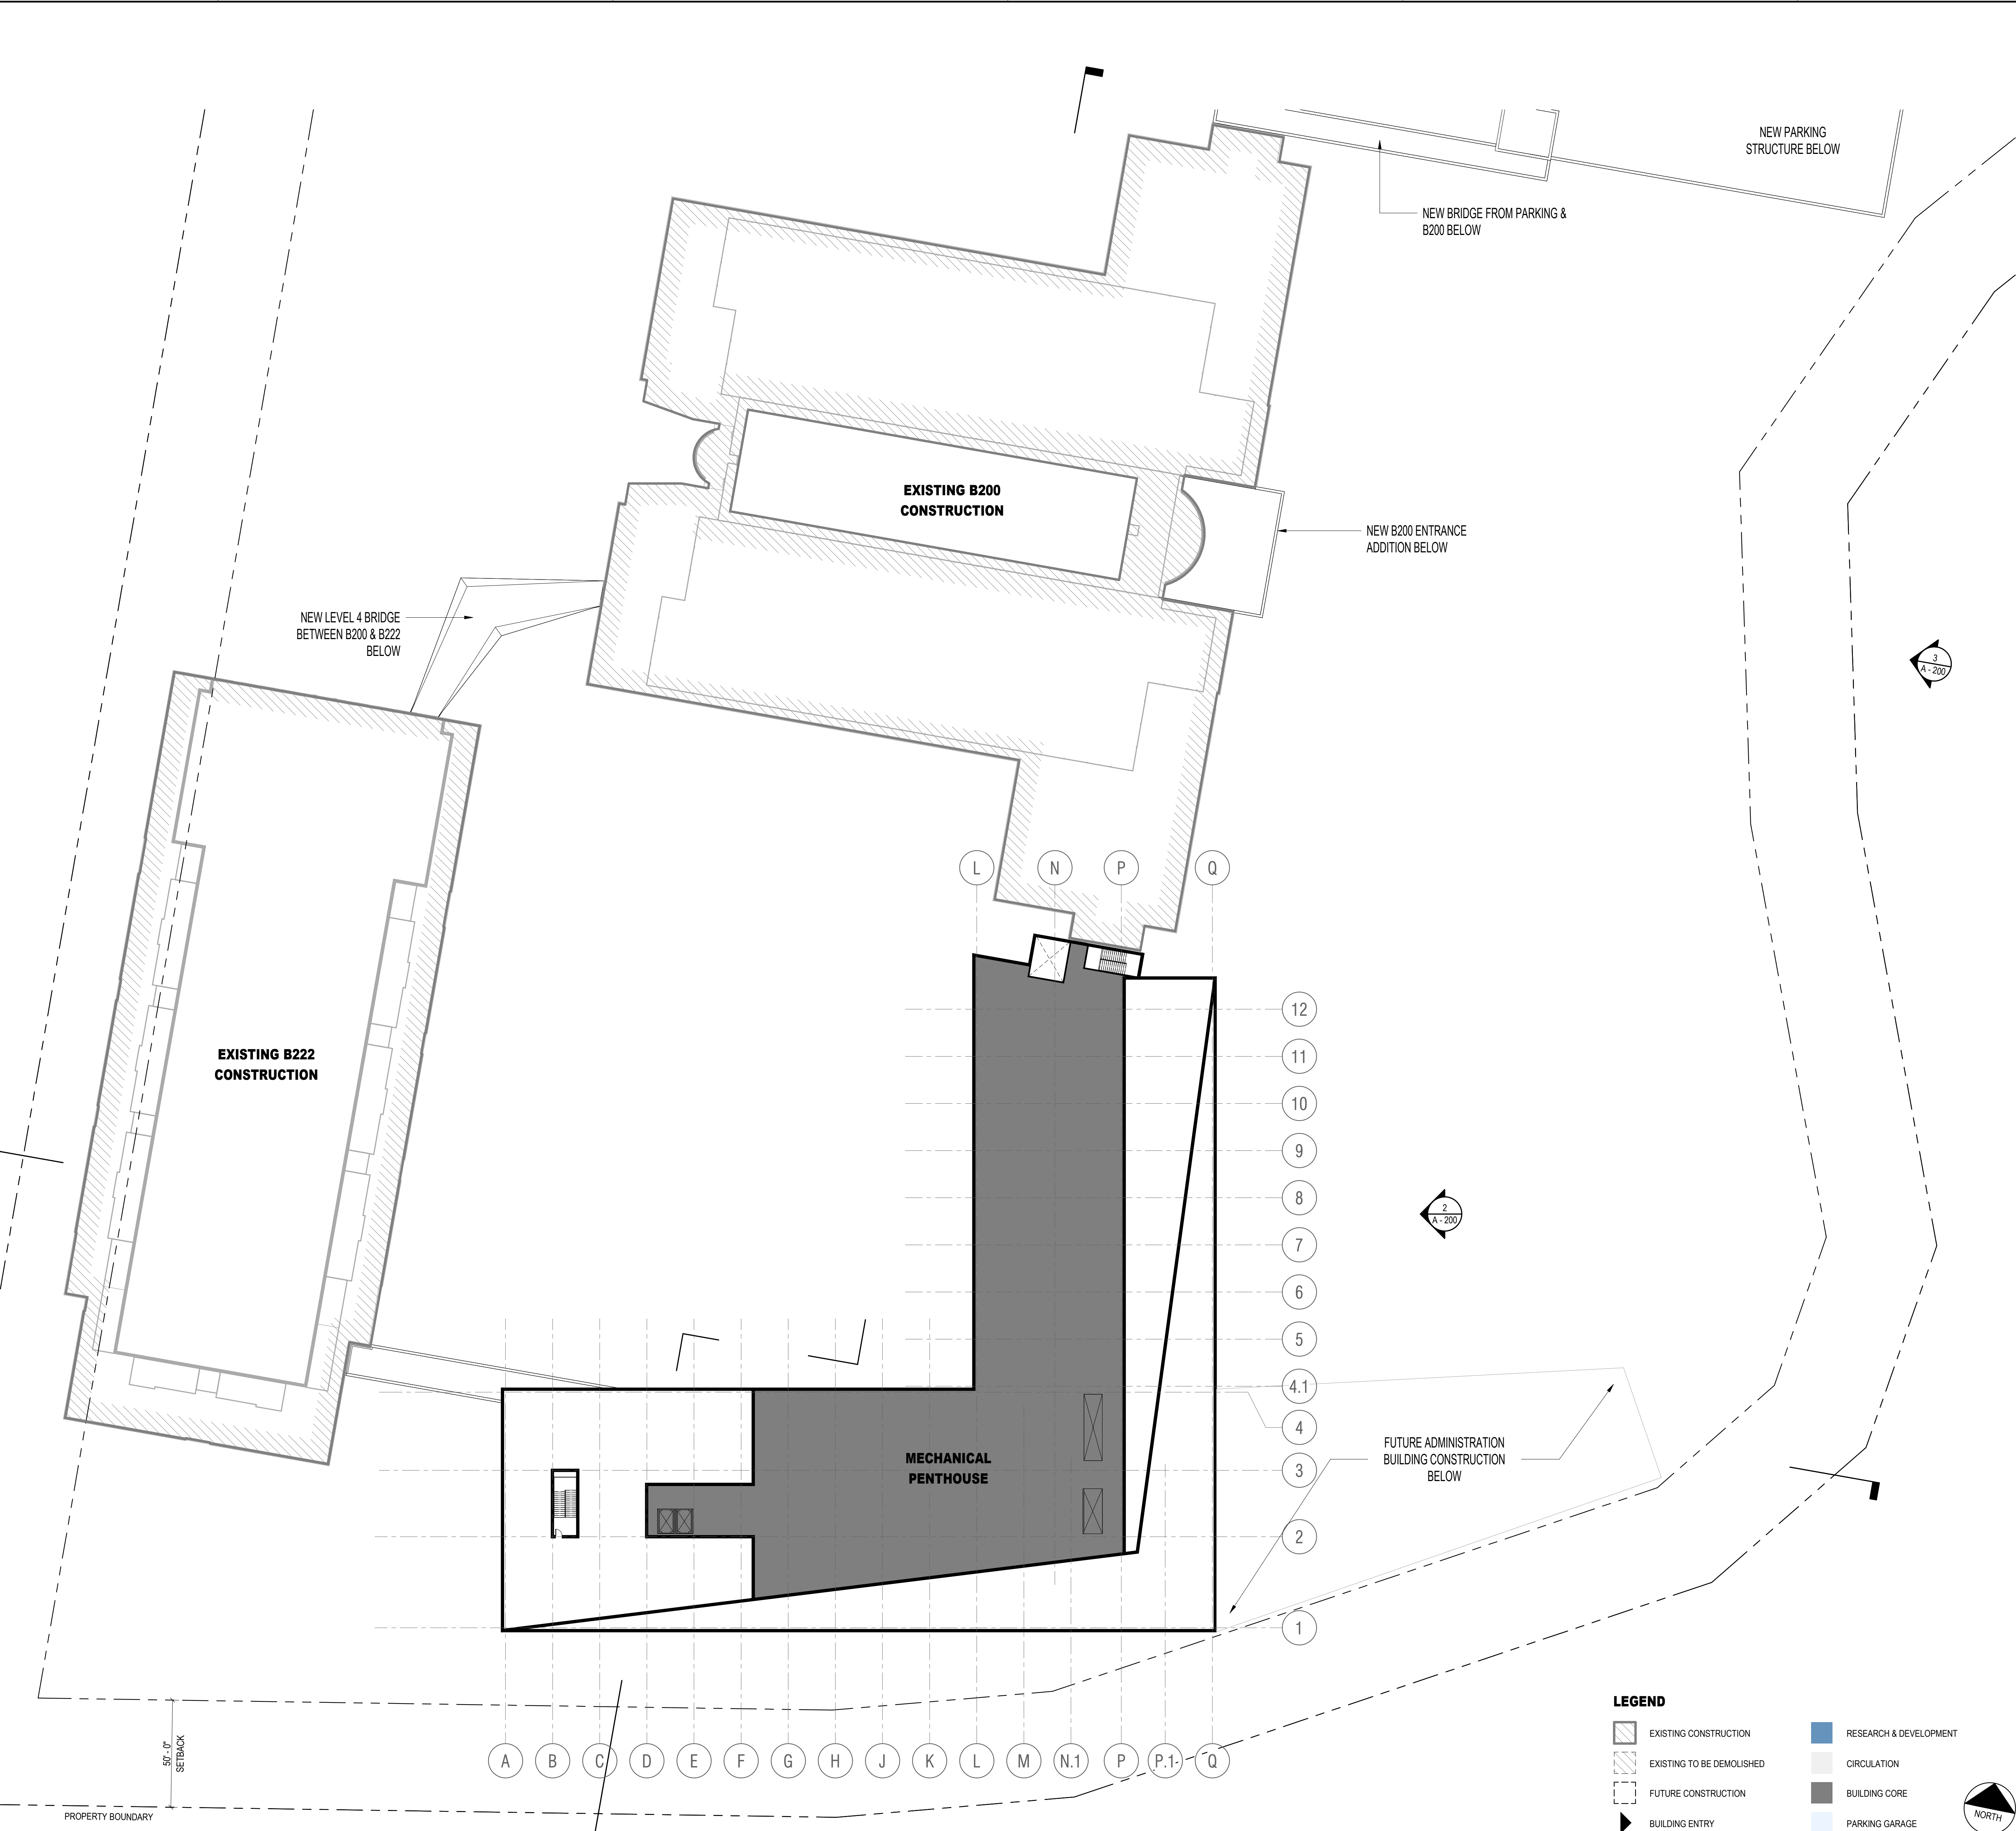 NEW PARKING
STRUCTURE BELOW
NEW BRIDGE FROM PARKING &
B200 BELOW
EXISTING B200
CONSTRUCTION
NEW B200 ENTRANCE
ADDITION BELOW
NEW LEVEL 4 BRIDGE
BETWEEN B200 & B222
BELOW
3
A - 200
L
N
P
Q
12
11
EXISTING B222
CONSTRUCTION
10
9
8
2
A - 200
7
6
5
4.1
4
FUTURE ADMINISTRATION
BUILDING CONSTRUCTION
BELOW
MECHANICAL
PENTHOUSE
3
2
1
50' - 0"
SETBACK
A
B
C
D
E
F
G
H
J
K
L
M
N.1
P
P.1
Q
PROPERTY BOUNDARY
LEGEND
EXISTING CONSTRUCTION
EXISTING TO BE DEMOLISHED
FUTURE CONSTRUCTION
BUILDING ENTRY
RESEARCH & DEVELOPMENT
CIRCULATION
BUILDING CORE
PARKING GARAGE
NORTH